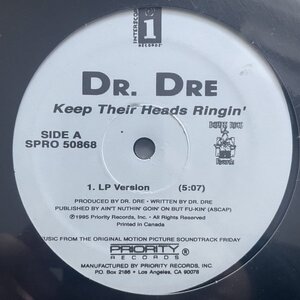 INTERSCOPE
RECORDS
DR. DRE
Keep Their Heads Ringin'
SIDE A
SPRO 50868
1. LP Version (5:07)
PRODUCED BY DR. DRE • WRITTEN BY DR. DRE
PUBLISHED BY AIN'T NUTHIN' GOIN ON BUT FU-KIN' (ASCAP)
©1995 Priority Records, Inc. • All Rights Reserved
Printed in Canada
MUSIC FROM THE ORIGINAL MOTION PICTURE SOUNDTRACK FRIDAY
PRIORITY
RECORDS
MANUFACTURED BY PRIORITY RECORDS, INC.
P.O. Box 2186 • Los Angeles, CA 90078